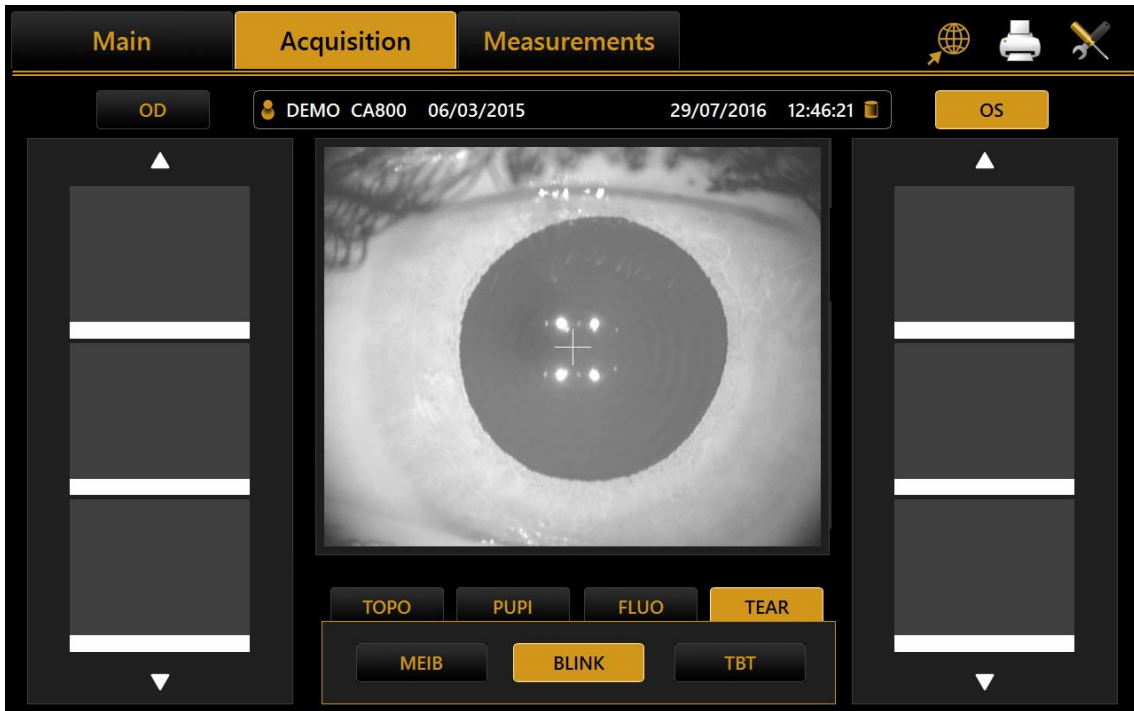 Main Acquisition Measurements
OD DEMO CA800 06/03/2015 29/07/2016 12:46:21 OS
TOPO PUPI FLUO TEAR
MEIB BLINK TBT